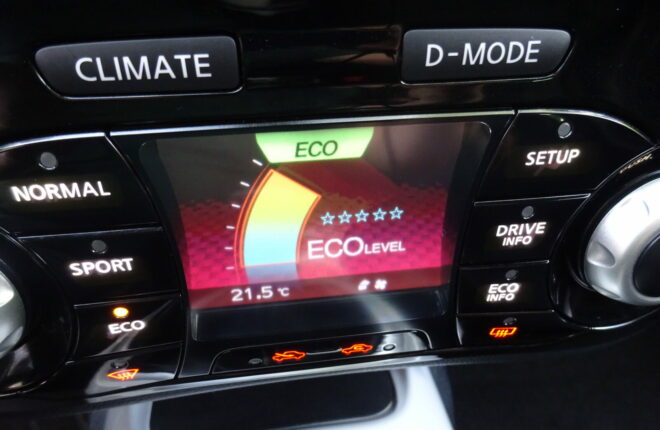 CLIMATE
D-MODE
ECO
NORMAL
SETUP
SPORT
ECO LEVEL
DRIVE
INFO
ECO
21.5 °C
ECO
INFO